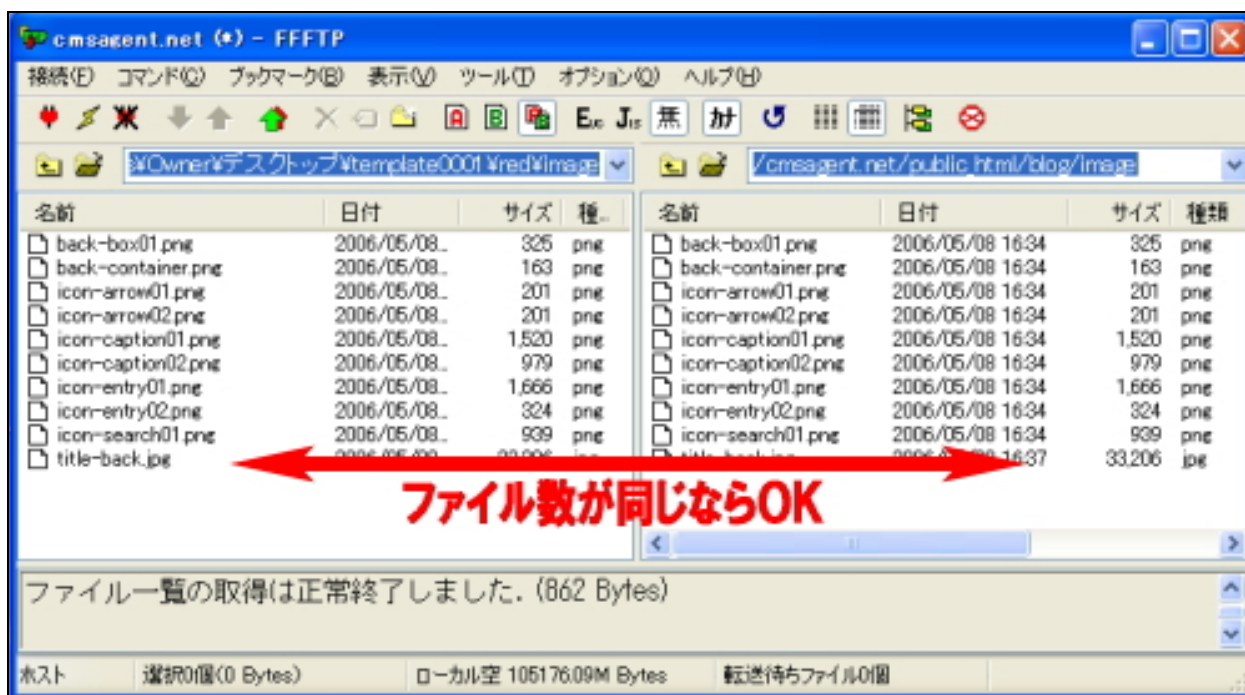 cmsagent.net (*) - FFFTP
接続(F) コマンド(C) ブックマーク(B) 表示(V) ツール(T) オプション(O) ヘルプ(H)
A B Euc JIS 無 ｶﾅ
s¥Owner¥デスクトップ¥template0001¥red¥image /cmsagent.net/public_html/blog/image
名前 日付 サイズ 種... 名前 日付 サイズ 種類
back-box01.png 2006/05/08... 325 png back-box01.png 2006/05/08 16:34 325 png
back-container.png 2006/05/08... 163 png back-container.png 2006/05/08 16:34 163 png
icon-arrow01.png 2006/05/08... 201 png icon-arrow01.png 2006/05/08 16:34 201 png
icon-arrow02.png 2006/05/08... 201 png icon-arrow02.png 2006/05/08 16:34 201 png
icon-caption01.png 2006/05/08... 1,520 png icon-caption01.png 2006/05/08 16:34 1,520 png
icon-caption02.png 2006/05/08... 979 png icon-caption02.png 2006/05/08 16:34 979 png
icon-entry01.png 2006/05/08... 1,666 png icon-entry01.png 2006/05/08 16:34 1,666 png
icon-entry02.png 2006/05/08... 324 png icon-entry02.png 2006/05/08 16:34 324 png
icon-search01.png 2006/05/08... 939 png icon-search01.png 2006/05/08 16:34 939 png
title-back.jpg 16:37 33,206 jpg
ファイル数が同じならOK
ファイル一覧の取得は正常終了しました. (862 Bytes)
ホスト 選択0個(0 Bytes) ローカル空 105176.09M Bytes 転送待ちファイル0個